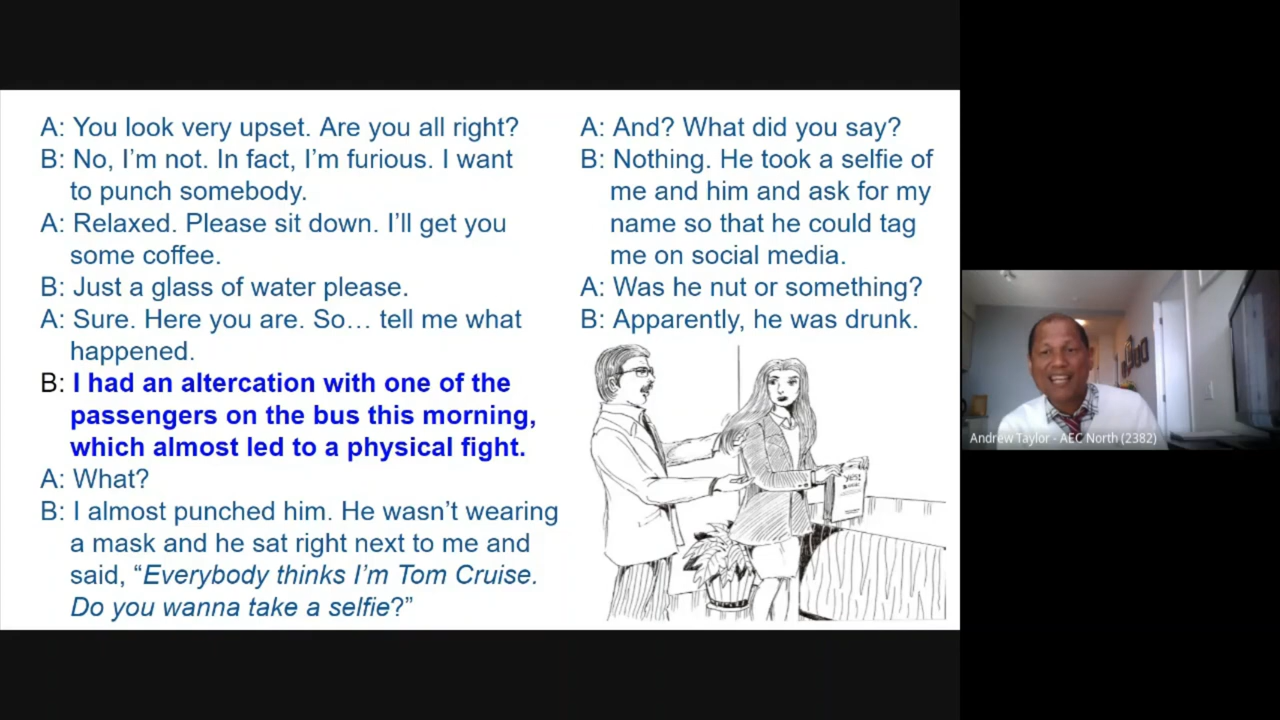 A: You look very upset. Are you all right?
B: No, I'm not. In fact, I'm furious. I want
to punch somebody.
A: Relaxed. Please sit down. I'll get you
some coffee.
B: Just a glass of water please.
A: Sure. Here you are. So… tell me what
happened.
B: I had an altercation with one of the
passengers on the bus this morning,
which almost led to a physical fight.
A: What?
B: I almost punched him. He wasn't wearing
a mask and he sat right next to me and
said, “Everybody thinks I'm Tom Cruise.
Do you wanna take a selfie?”
A: And? What did you say?
B: Nothing. He took a selfie of
me and him and ask for my
name so that he could tag
me on social media.
A: Was he nut or something?
B: Apparently, he was drunk.
YES!
Andrew Taylor - AEC North (2382)